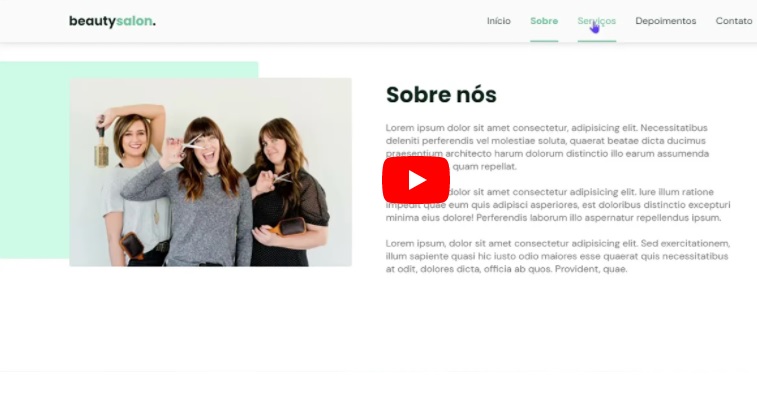 beautysalon.
Início Sobre Serviços Depoimentos Contato
Sobre nós
Lorem ipsum dolor sit amet consectetur, adipisicing elit. Necessitatibus
deleniti perferendis vel molestiae soluta, quaerat beatae dicta ducimus
praesentium architecto harum dolorum distinctio illo earum assumenda
quam repellat.
dolor sit amet consectetur adipisicing elit. Iure illum ratione
impedit quae eum quis adipisci asperiores, est doloribus distinctio excepturi
minima eius dolore! Perferendis laborum illo aspernatur repellendus ipsum.
Lorem ipsum, dolor sit amet consectetur adipisicing elit. Sed exercitationem,
illum sapiente quasi hic iusto odio maiores esse quaerat quis necessitatibus
at odit, dolores dicta, officia ab quos. Provident, quae.